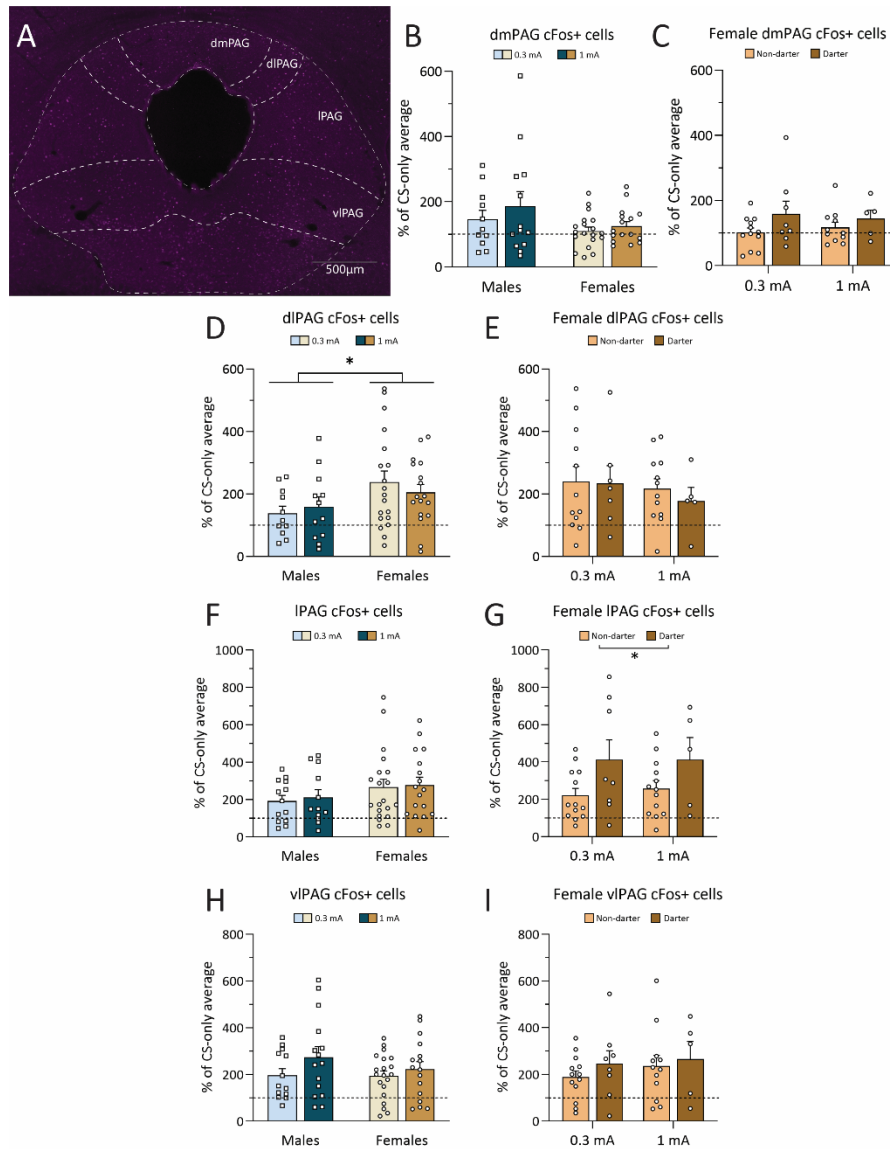 A
dmPAG
dlPAG
lPAG
vlPAG
500µm
B
dmPAG cFos+ cells
0.3 mA 1 mA
% of CS-only average
600
400
200
0
Males Females
C
Female dmPAG cFos+ cells
Non-darter Darter
% of CS-only average
600
400
200
0
0.3 mA 1 mA
D
dlPAG cFos+ cells
0.3 mA 1 mA
*
% of CS-only average
600
400
200
0
Males Females
E
Female dlPAG cFos+ cells
Non-darter Darter
% of CS-only average
600
400
200
0
0.3 mA 1 mA
F
lPAG cFos+ cells
0.3 mA 1 mA
% of CS-only average
1000
800
600
400
200
0
Males Females
G
Female lPAG cFos+ cells
Non-darter Darter
*
% of CS-only average
1000
800
600
400
200
0
0.3 mA 1 mA
H
vlPAG cFos+ cells
0.3 mA 1 mA
% of CS-only average
800
600
400
200
0
Males Females
I
Female vlPAG cFos+ cells
Non-darter Darter
% of CS-only average
800
600
400
200
0
0.3 mA 1 mA